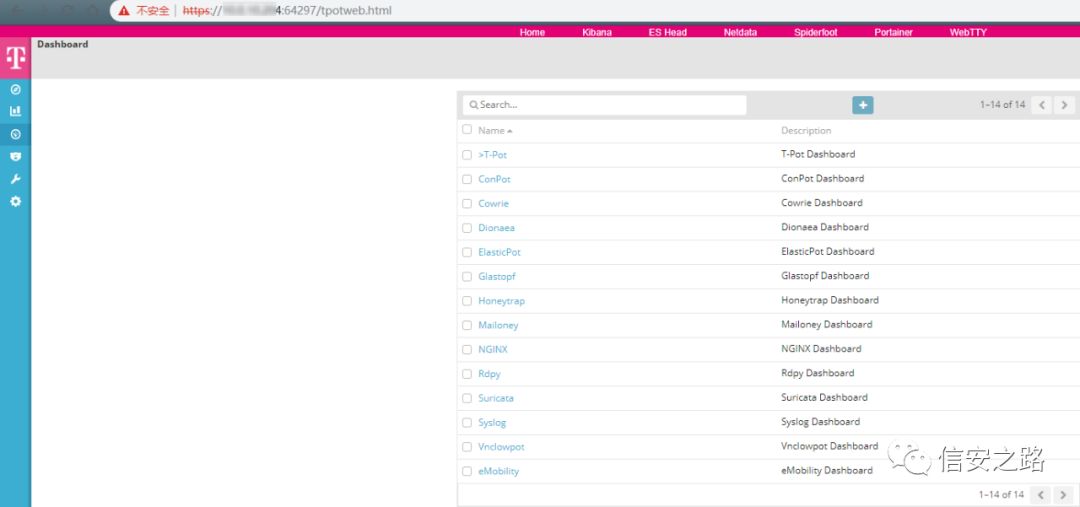 不安全 https:// 4:64297/tpotweb.html
Home Kibana ES Head Netdata Spiderfoot Portainer WebTTY
T Dashboard
Search... + 1–14 of 14
Name Description
>T-Pot T-Pot Dashboard
ConPot ConPot Dashboard
Cowrie Cowrie Dashboard
Dionaea Dionaea Dashboard
ElasticPot ElasticPot Dashboard
Glastopf Glastopf Dashboard
Honeytrap Honeytrap Dashboard
Mailoney Mailoney Dashboard
NGINX NGINX Dashboard
Rdpy Rdpy Dashboard
Suricata Suricata Dashboard
Syslog Syslog Dashboard
Vnclowpot Vnclowpot Dashboard
eMobility eMobility Dashboard
信安之路
1–14 of 14